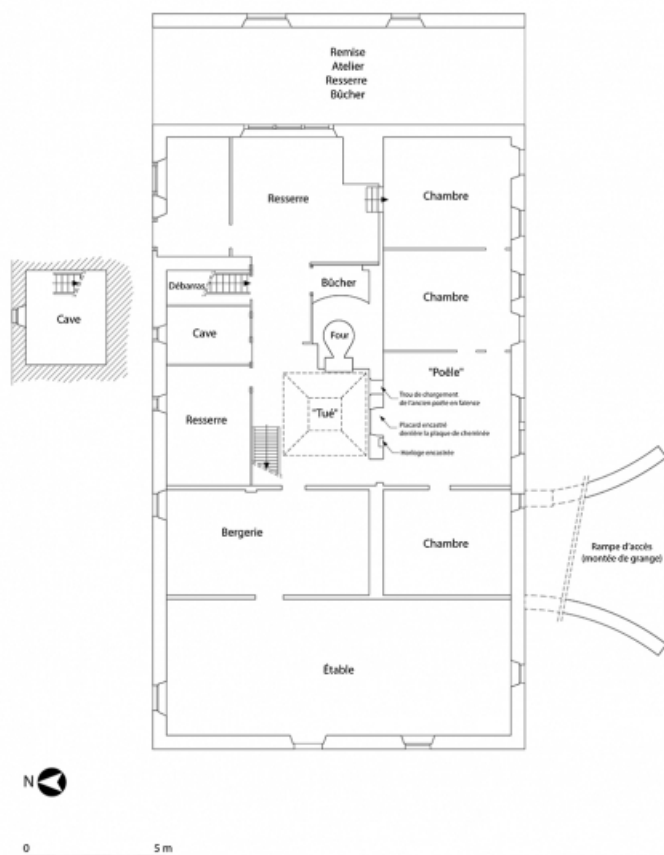 Remise
Atelier
Resserre
Bûcher
Resserre
Chambre
Débarras
Bûcher
Chambre
Cave
Cave
Four
"Poêle"
Trou de chargement
de l'ancien poêle en faïence
"Tué"
Resserre
Placard encastré
derrière la plaque de cheminée
Horloge encastrée
Bergerie
Chambre
Rampe d'accès
(montée de grange)
Étable
N
0 5 m